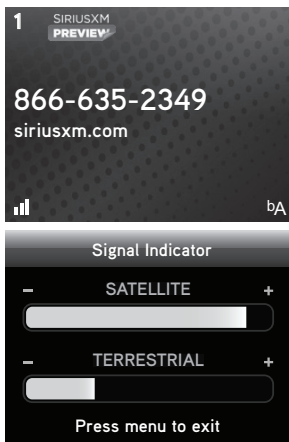 1 SIRIUSXM
PREVIEW
866-635-2349
siriusxm.com
bA
Signal Indicator
- SATELLITE +
- TERRESTRIAL +
Press menu to exit